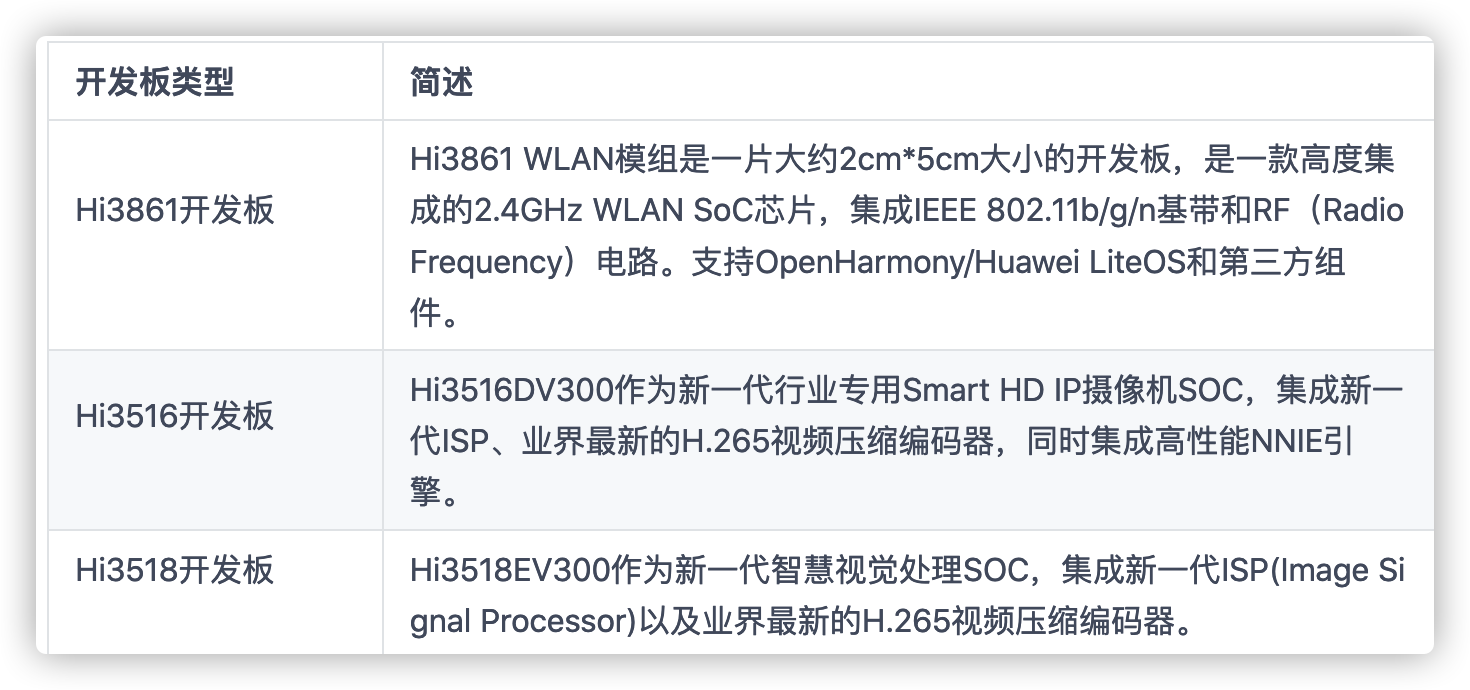 开发板类型
简述
Hi3861开发板
Hi3861 WLAN模组是一片大约2cm*5cm大小的开发板，是一款高度集
成的2.4GHz WLAN SoC芯片，集成IEEE 802.11b/g/n基带和RF（Radio
Frequency）电路。支持OpenHarmony/Huawei LiteOS和第三方组
件。
Hi3516开发板
Hi3516DV300作为新一代行业专用Smart HD IP摄像机SOC，集成新一
代ISP、业界最新的H.265视频压缩编码器，同时集成高性能NNIE引
擎。
Hi3518开发板
Hi3518EV300作为新一代智慧视觉处理SOC，集成新一代ISP(Image Si
gnal Processor)以及业界最新的H.265视频压缩编码器。